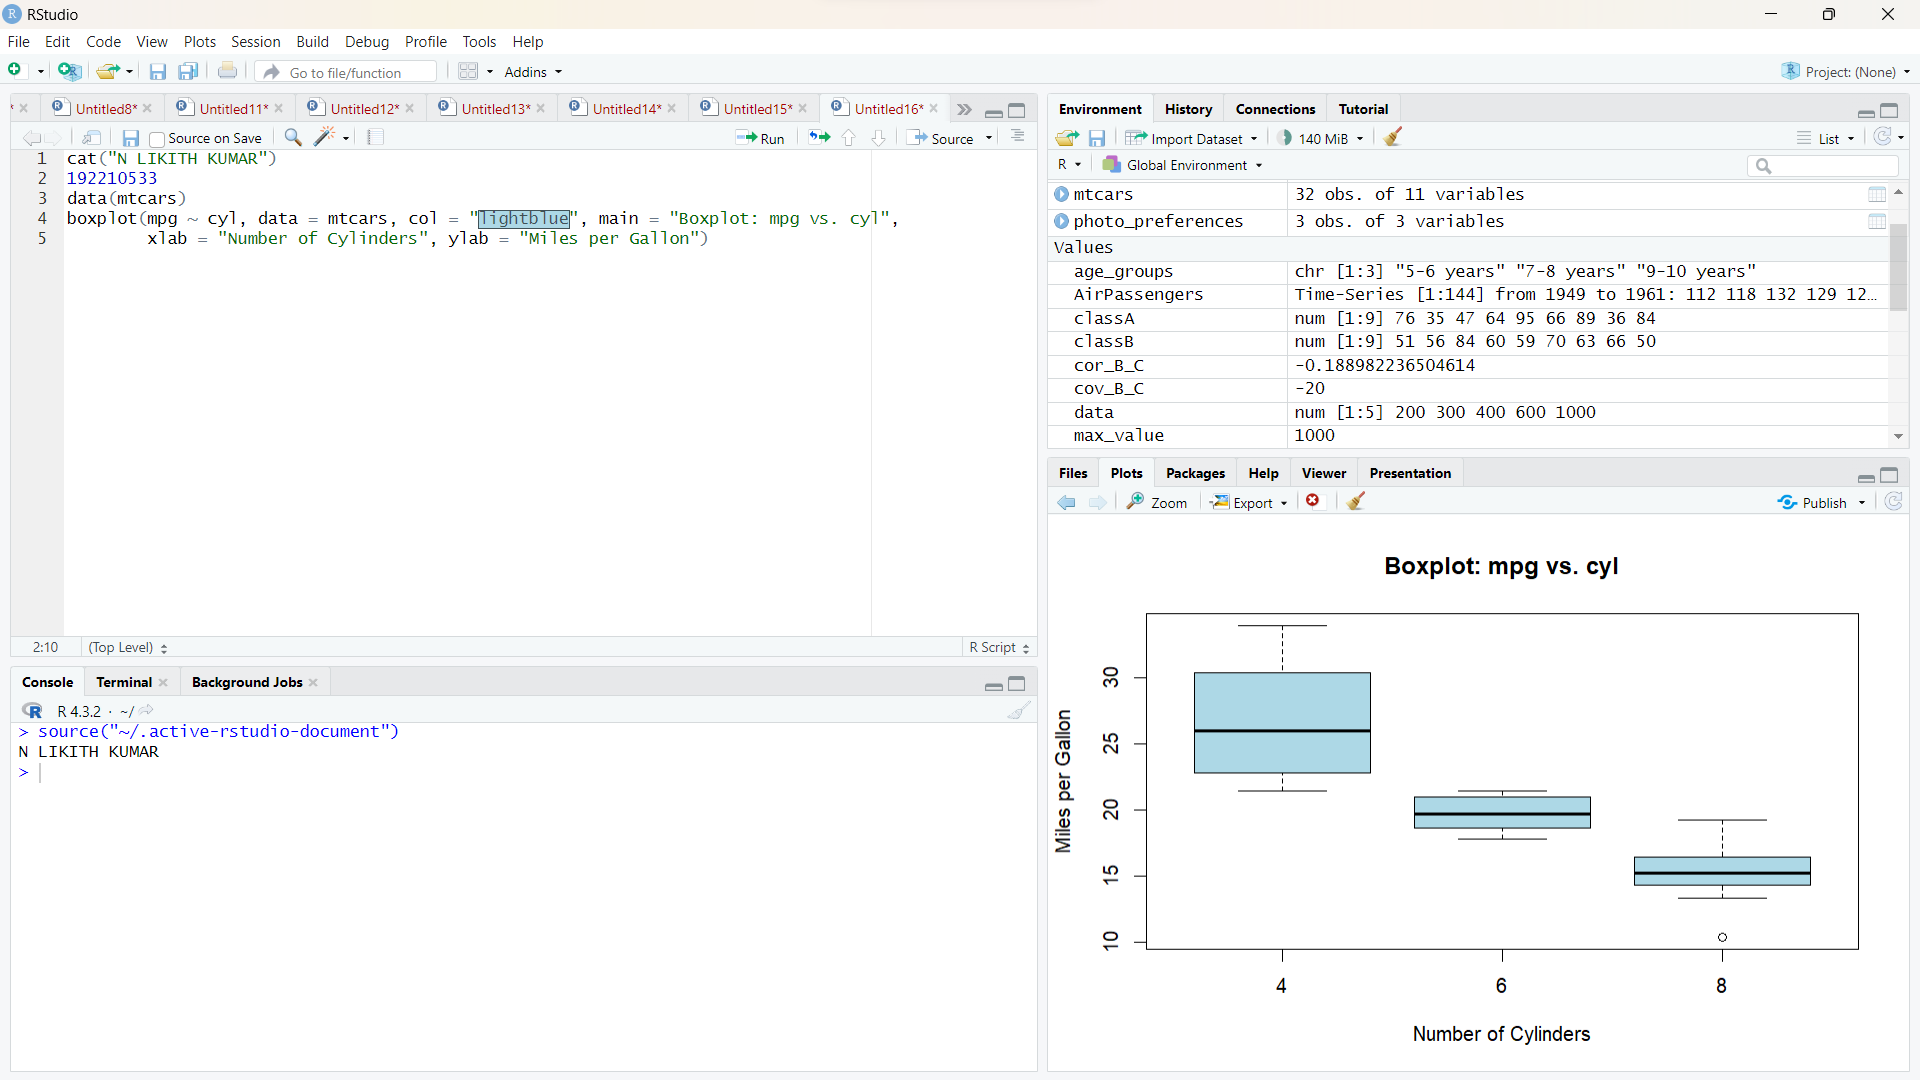 RStudio
File Edit Code View Plots Session Build Debug Profile Tools Help
Go to file/function Addins Project: (None)
Untitled8* Untitled11* Untitled12* Untitled13* Untitled14* Untitled15* Untitled16*
Source on Save Run Source
1 cat("N LIKITH KUMAR")
2 192210533
3 data(mtcars)
4 boxplot(mpg ~ cyl, data = mtcars, col = "lightblue", main = "Boxplot: mpg vs. cyl",
5 xlab = "Number of Cylinders", ylab = "Miles per Gallon")
2:10 (Top Level) R Script
Console Terminal Background Jobs
R 4.3.2 · ~/
> source("~/.active-rstudio-document")
N LIKITH KUMAR
>
Environment History Connections Tutorial
Import Dataset 140 MiB List
R Global Environment
mtcars 32 obs. of 11 variables
photo_preferences 3 obs. of 3 variables
Values
age_groups chr [1:3] "5-6 years" "7-8 years" "9-10 years"
AirPassengers Time-Series [1:144] from 1949 to 1961: 112 118 132 129 12...
classA num [1:9] 76 35 47 64 95 66 89 36 84
classB num [1:9] 51 56 84 60 59 70 63 66 50
cor_B_C -0.188982236504614
cov_B_C -20
data num [1:5] 200 300 400 600 1000
max_value 1000
Files Plots Packages Help Viewer Presentation
Zoom Export Publish
Boxplot: mpg vs. cyl
Miles per Gallon
30
25
20
15
10
4 6 8
Number of Cylinders